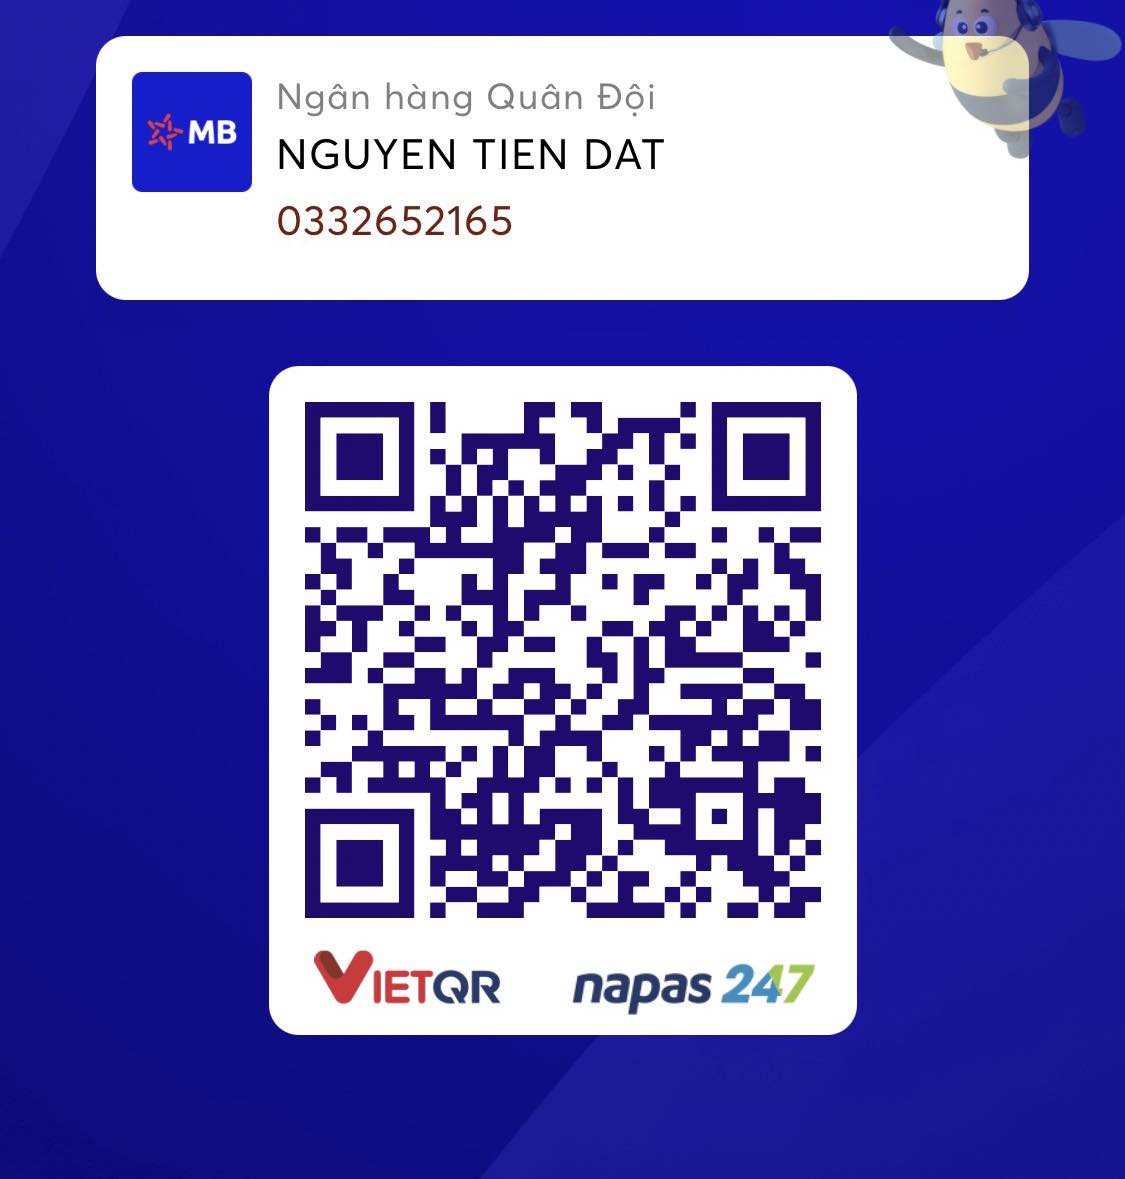 MB
Ngân hàng Quân Đội
NGUYEN TIEN DAT
0332652165
VIETQR
napas 247